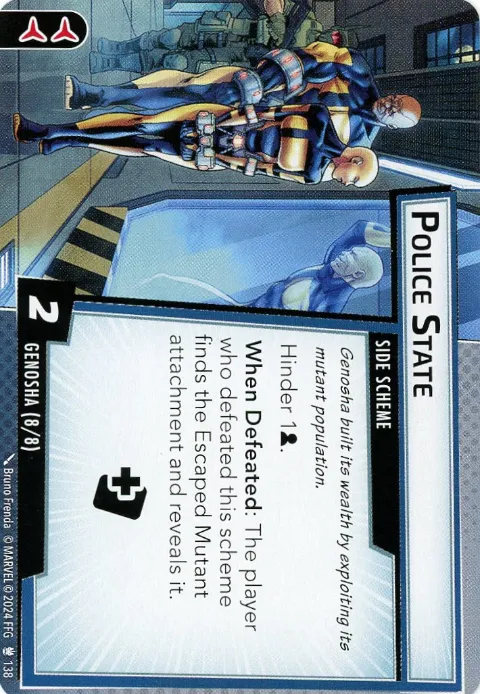 POLICE STATE
SIDE SCHEME
Genosha built its wealth by exploiting its
mutant population.
Hinder 1.
When Defeated: The player
who defeated this scheme
finds the Escaped Mutant
attachment and reveals it.
2
GENOSHA (8/8)
Bruno Frenda © MARVEL © 2024 FFG 138